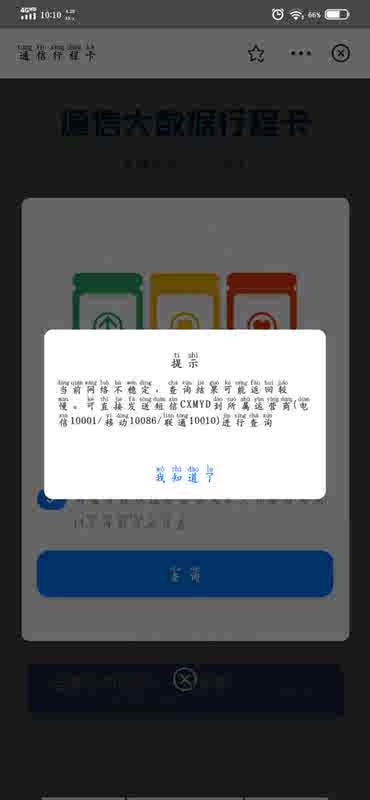 10:10
66%
tōng xìn xíng chéng kǎ
通信行程卡
通信大数据行程卡
tí shì
提示
dāng qián wǎng luò bù wěn dìng, chá xún jié guǒ kě néng fǎn huí jiào
当前网络不稳定,查询结果可能返回较
màn kě zhí jiē fā sòng duǎn xìn dào suǒ shǔ yùn yíng shāng diàn
慢。可直接发送短信CXMYD到所属运营商(电
xìn yí dòng lián tōng jìn xíng chá xún
信10001/移动10086/联通10010)进行查询
wǒ zhī dào le
我知道了
查询